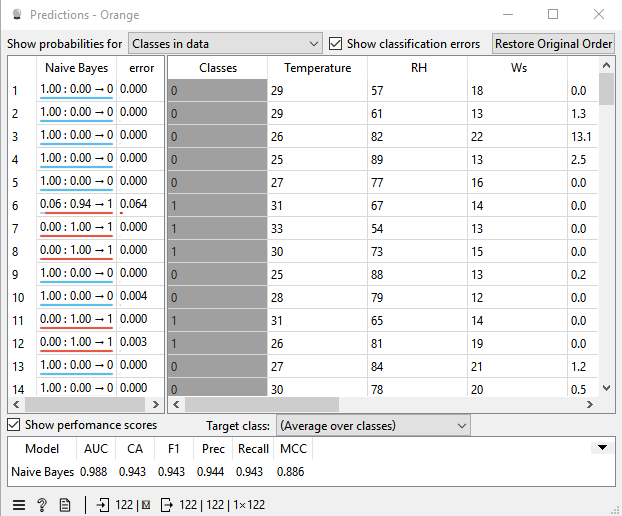 Predictions - Orange
Show probabilities for Classes in data Show classification errors Restore Original Order
Naive Bayes error Classes Temperature RH Ws
1 1.00 : 0.00 → 0 0.000 0 29 57 18 0.0
2 1.00 : 0.00 → 0 0.000 0 29 61 13 1.3
3 1.00 : 0.00 → 0 0.000 0 26 82 22 13.1
4 1.00 : 0.00 → 0 0.000 0 25 89 13 2.5
5 1.00 : 0.00 → 0 0.000 0 27 77 16 0.0
6 0.06 : 0.94 → 1 0.064 1 31 67 14 0.0
7 0.00 : 1.00 → 1 0.000 1 33 54 13 0.0
8 0.00 : 1.00 → 1 0.000 1 30 73 15 0.0
9 1.00 : 0.00 → 0 0.000 0 25 88 13 0.2
10 1.00 : 0.00 → 0 0.004 0 28 79 12 0.0
11 0.00 : 1.00 → 1 0.000 1 31 65 14 0.0
12 0.00 : 1.00 → 1 0.003 1 26 81 19 0.0
13 1.00 : 0.00 → 0 0.000 0 27 84 21 1.2
14 1.00 : 0.00 → 0 0.000 0 30 78 20 0.5
Show perfomance scores Target class: (Average over classes)
Model AUC CA F1 Prec Recall MCC
Naive Bayes 0.988 0.943 0.943 0.944 0.943 0.886
122 | M 122 | 122 | 1×122